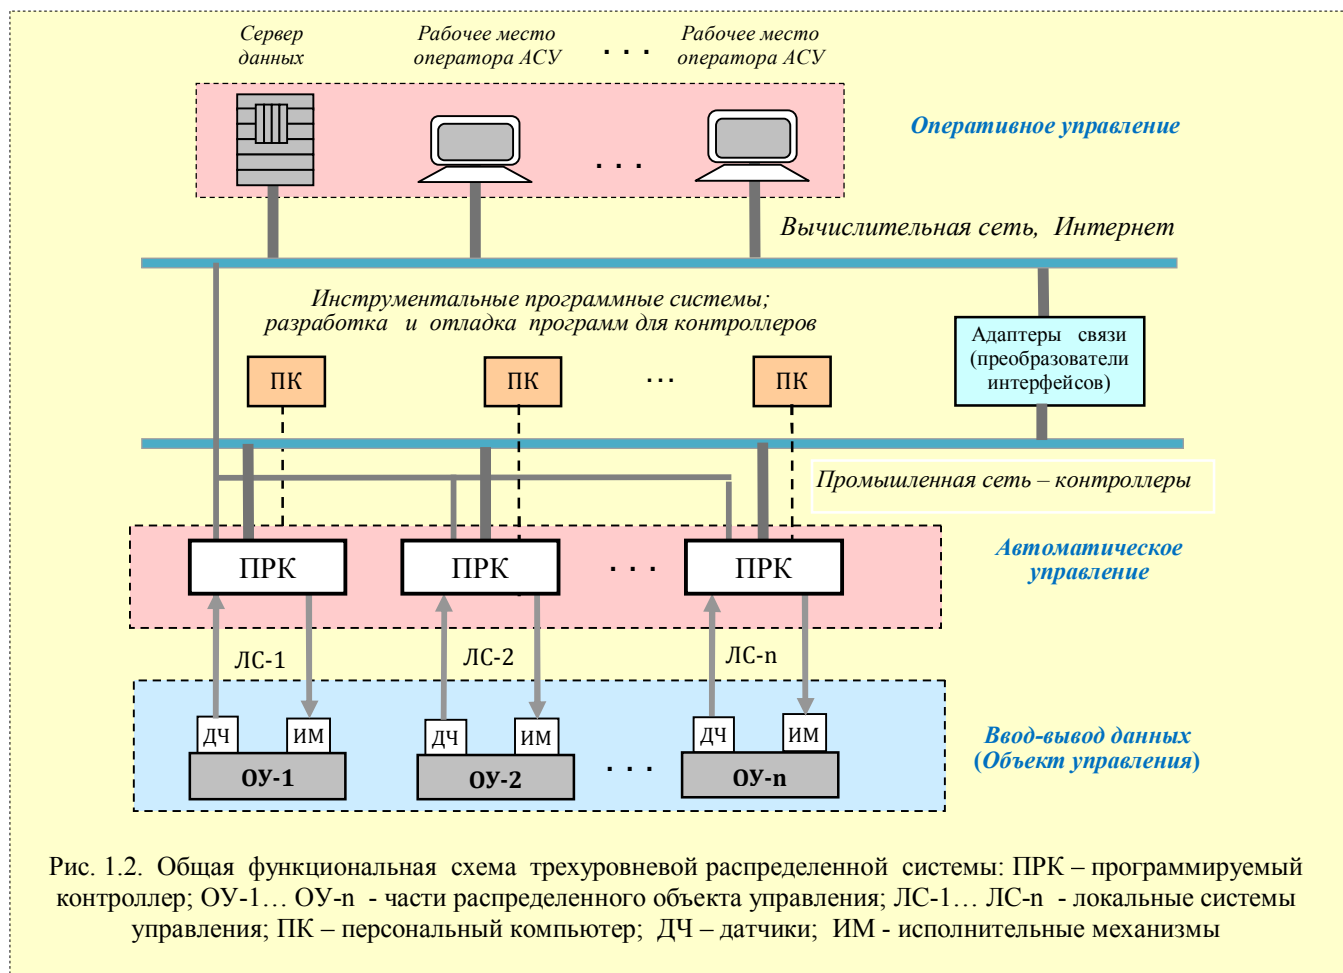 Сервер
данных
Рабочее место
оператора АСУ
. . .
Рабочее место
оператора АСУ
. . .
Оперативное управление
Вычислительная сеть, Интернет
Инструментальные программные системы;
разработка и отладка программ для контроллеров
Адаптеры связи
(преобразователи
интерфейсов)
ПК
ПК
...
ПК
Промышленная сеть – контроллеры
Автоматическое
управление
ПРК
ПРК
. . .
ПРК
ЛС-1
ЛС-2
ЛС-n
ДЧ
ИМ
ДЧ
ИМ
ДЧ
ИМ
Ввод-вывод данных
(Объект управления)
ОУ-1
ОУ-2
. . .
ОУ-n
Рис. 1.2. Общая функциональная схема трехуровневой распределенной системы: ПРК – программируемый
контроллер; ОУ-1… ОУ-n - части распределенного объекта управления; ЛС-1… ЛС-n - локальные системы
управления; ПК – персональный компьютер; ДЧ – датчики; ИМ - исполнительные механизмы